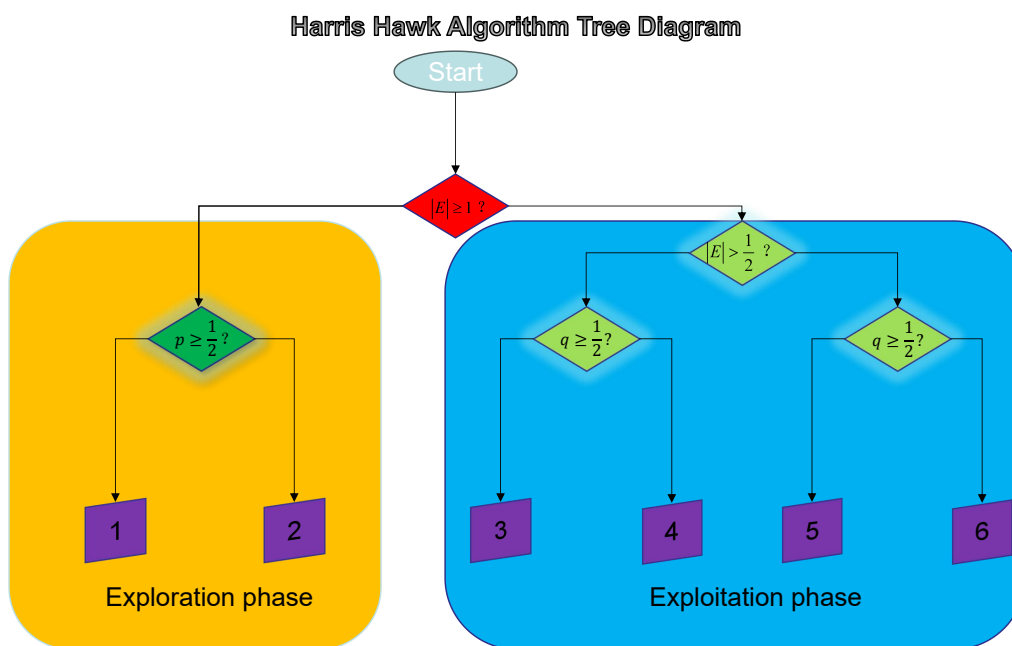 Harris Hawk Algorithm Tree Diagram
Start
|E| ≥ 1 ?
|E| > 1/2 ?
p ≥ 1/2 ?
q ≥ 1/2 ?
q ≥ 1/2 ?
1
2
3
4
5
6
Exploration phase
Exploitation phase